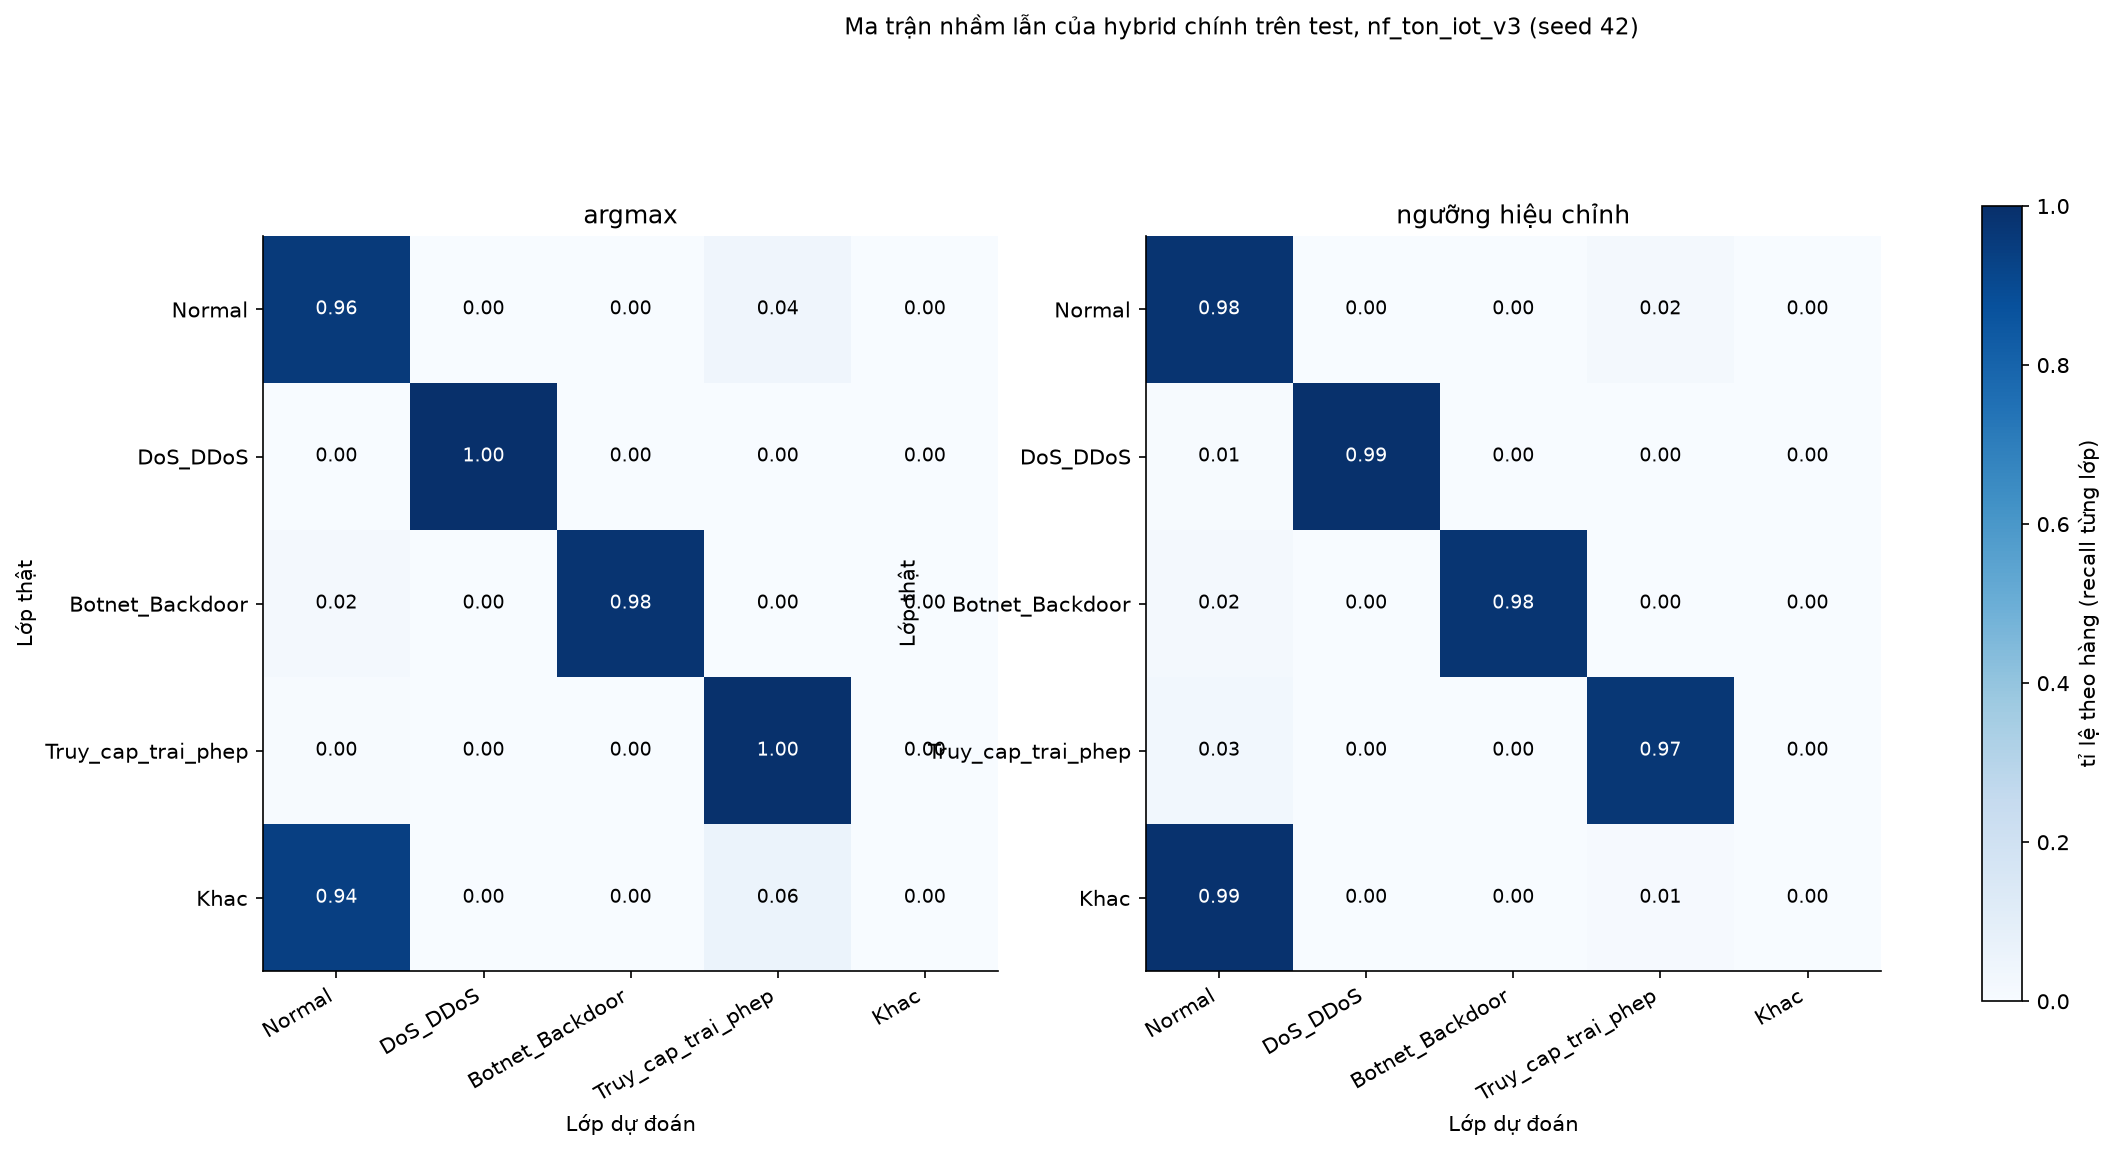 Ma trận nhầm lẫn của hybrid chính trên test, nf_ton_iot_v3 (seed 42)
argmax
Lớp thật
Normal 0.96 0.00 0.00 0.04 0.00
DoS_DDoS 0.00 1.00 0.00 0.00 0.00
Botnet_Backdoor 0.02 0.00 0.98 0.00 0.00
Truy_cap_trai_phep 0.00 0.00 0.00 1.00 0.00
Khac 0.94 0.00 0.00 0.06 0.00
Normal DoS_DDoS Botnet_Backdoor Truy_cap_trai_phep Khac
Lớp dự đoán
ngưỡng hiệu chỉnh
Lớp thật
Normal 0.98 0.00 0.00 0.02 0.00
DoS_DDoS 0.01 0.99 0.00 0.00 0.00
Botnet_Backdoor 0.02 0.00 0.98 0.00 0.00
Truy_cap_trai_phep 0.03 0.00 0.00 0.97 0.00
Khac 0.99 0.00 0.00 0.01 0.00
Normal DoS_DDoS Botnet_Backdoor Truy_cap_trai_phep Khac
Lớp dự đoán
1.0
0.8
0.6
0.4
0.2
0.0
tỉ lệ theo hàng (recall từng lớp)